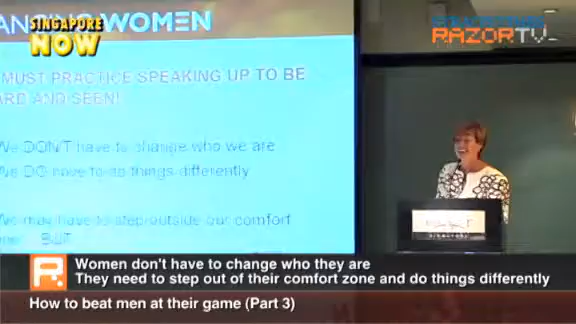 SINGAPORE
NOW
WOMEN
RAZORTV
MUST PRACTICE SPEAKING UP TO BE
ARD AND SEEN!
We DON'T have to change who we are
We DO have to do things differently
We may have to step outside our comfort
BUT
R
Women don't have to change who they are
They need to step out of their comfort zone and do things differently
How to beat men at their game (Part 3)